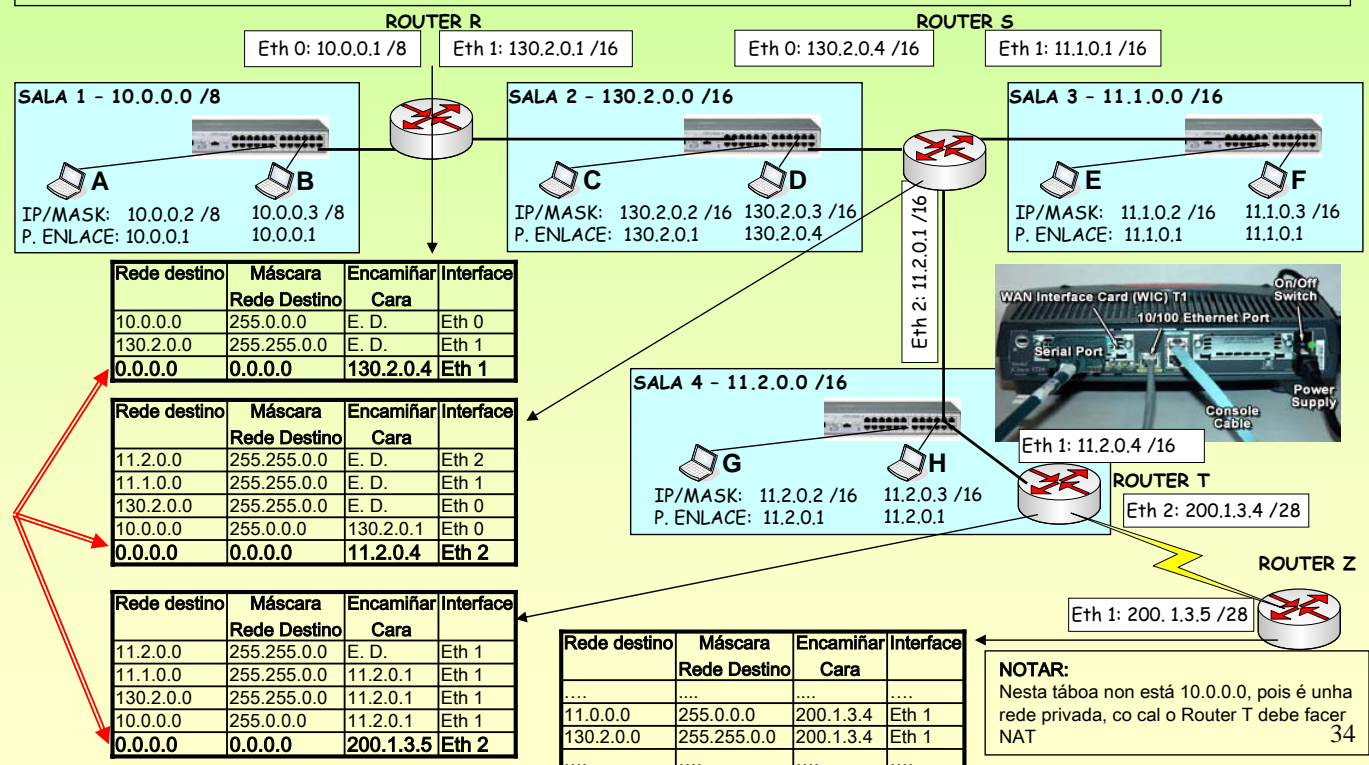 ROUTER R
ROUTER S
Eth 0: 10.0.0.1 /8
Eth 1: 130.2.0.1 /16
Eth 0: 130.2.0.4 /16
Eth 1: 11.1.0.1 /16
SALA 1 – 10.0.0.0 /8
A
B
IP/MASK: 10.0.0.2 /8 10.0.0.3 /8
P. ENLACE: 10.0.0.1 10.0.0.1
SALA 2 – 130.2.0.0 /16
C
D
IP/MASK: 130.2.0.2 /16 130.2.0.3 /16
P. ENLACE: 130.2.0.1 130.2.0.4
SALA 3 – 11.1.0.0 /16
E
F
IP/MASK: 11.1.0.2 /16 11.1.0.3 /16
P. ENLACE: 11.1.0.1 11.1.0.1
Eth 2: 11.2.0.1 /16
Rede destino Máscara Encamiñar Interface
Rede Destino Cara
10.0.0.0 255.0.0.0 E. D. Eth 0
130.2.0.0 255.255.0.0 E. D. Eth 1
0.0.0.0 0.0.0.0 130.2.0.4 Eth 1
WAN Interface Card (WIC) T1
On/Off
Switch
10/100 Ethernet Port
Serial Port
Power
Supply
Console
Cable
Rede destino Máscara Encamiñar Interface
Rede Destino Cara
11.2.0.0 255.255.0.0 E. D. Eth 2
11.1.0.0 255.255.0.0 E. D. Eth 1
130.2.0.0 255.255.0.0 E. D. Eth 0
10.0.0.0 255.0.0.0 130.2.0.1 Eth 0
0.0.0.0 0.0.0.0 11.2.0.4 Eth 2
SALA 4 – 11.2.0.0 /16
G
H
IP/MASK: 11.2.0.2 /16 11.2.0.3 /16
P. ENLACE: 11.2.0.1 11.2.0.1
Eth 1: 11.2.0.4 /16
ROUTER T
Eth 2: 200.1.3.4 /28
ROUTER Z
Eth 1: 200. 1.3.5 /28
Rede destino Máscara Encamiñar Interface
Rede Destino Cara
11.2.0.0 255.255.0.0 E. D. Eth 1
11.1.0.0 255.255.0.0 11.2.0.1 Eth 1
130.2.0.0 255.255.0.0 11.2.0.1 Eth 1
10.0.0.0 255.0.0.0 11.2.0.1 Eth 1
0.0.0.0 0.0.0.0 200.1.3.5 Eth 2
Rede destino Máscara Encamiñar Interface
Rede Destino Cara
.... .... .... ....
11.0.0.0 255.0.0.0 200.1.3.4 Eth 1
130.2.0.0 255.255.0.0 200.1.3.4 Eth 1
.... .... .... ....
NOTAR:
Nesta táboa non está 10.0.0.0, pois é unha
rede privada, co cal o Router T debe facer
NAT
34